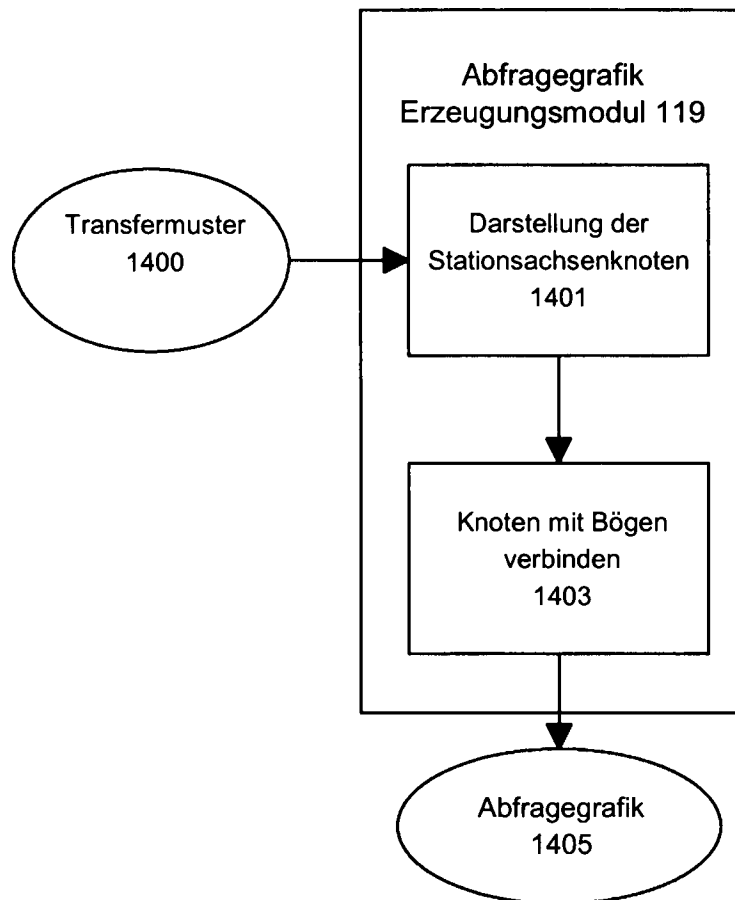 Abfragegrafik
Erzeugungsmodul 119
Transfermuster
1400
Darstellung der
Stationsachsenknoten
1401
Knoten mit Bögen
verbinden
1403
Abfragegrafik
1405